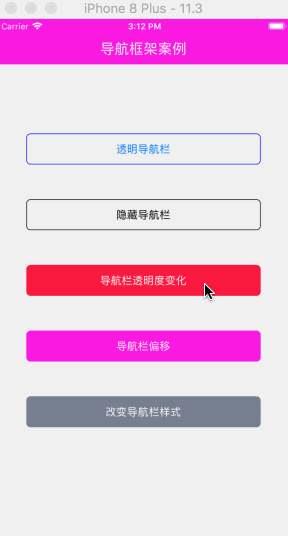 iPhone 8 Plus - 11.3
Carrier 3:12 PM
导航框架案例
透明导航栏
隐藏导航栏
导航栏透明度变化
导航栏偏移
改变导航栏样式